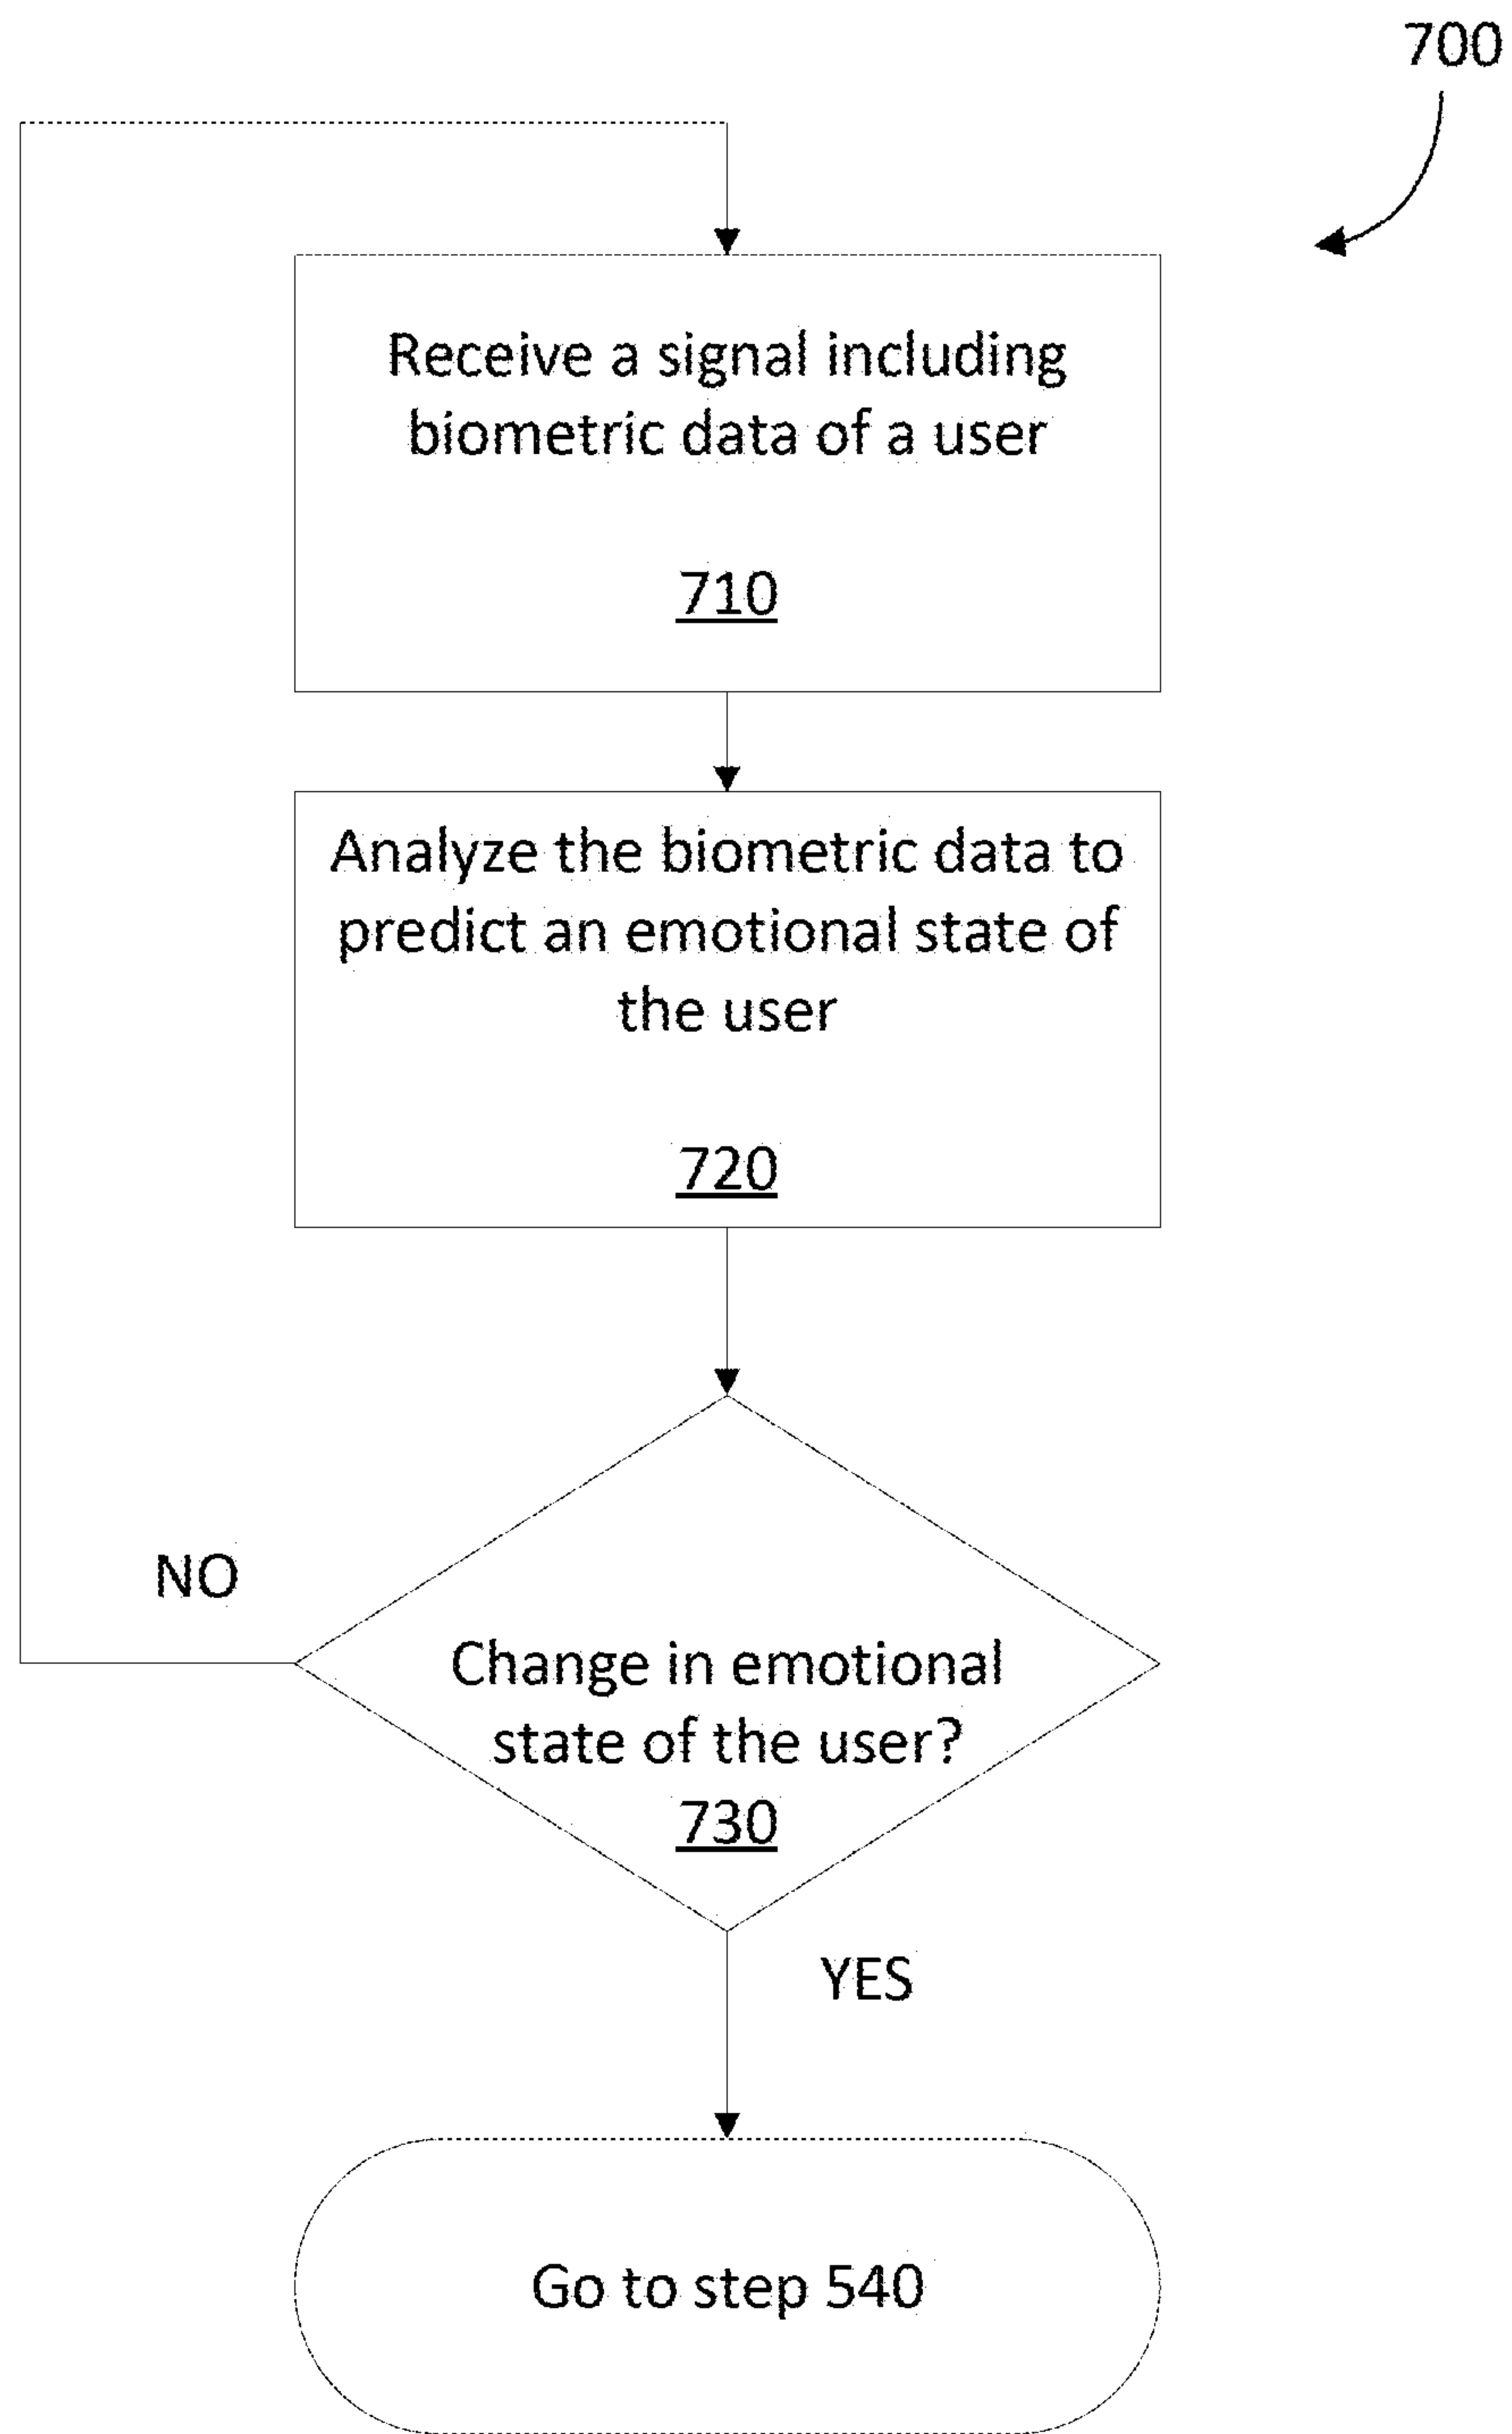 700
Receive a signal including
biometric data of a user
710
Analyze the biometric data to
predict an emotional state of
the user
720
NO
Change in emotional
state of the user?
730
YES
Go to step 540